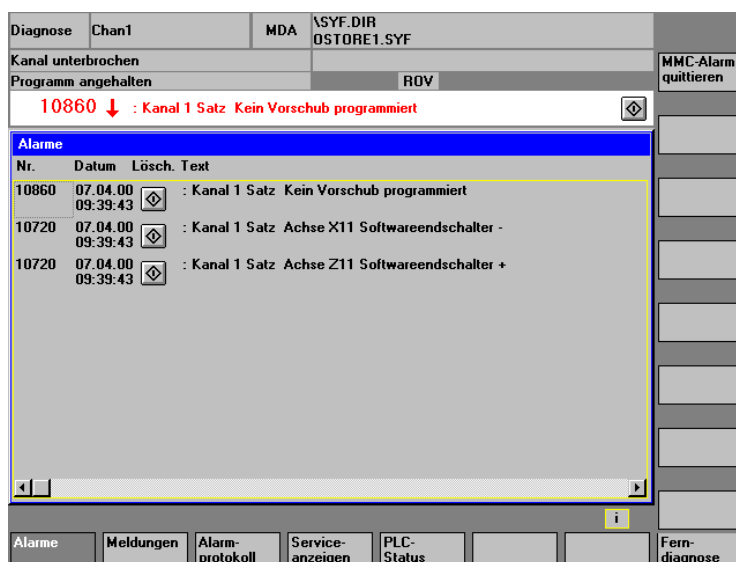 Diagnose Chan1 MDA \SYF.DIR
OSTORE1.SYF
Kanal unterbrochen
Programm angehalten ROV
MMC-Alarm
quittieren
10860 ↓ : Kanal 1 Satz Kein Vorschub programmiert
Alarme
Nr. Datum Lösch. Text
10860 07.04.00 : Kanal 1 Satz Kein Vorschub programmiert
09:39:43
10720 07.04.00 : Kanal 1 Satz Achse X11 Softwareendschalter -
09:39:43
10720 07.04.00 : Kanal 1 Satz Achse Z11 Softwareendschalter +
09:39:43
i
Alarme Meldungen Alarm- Service- PLC- Fern-
protokoll anzeigen Status diagnose